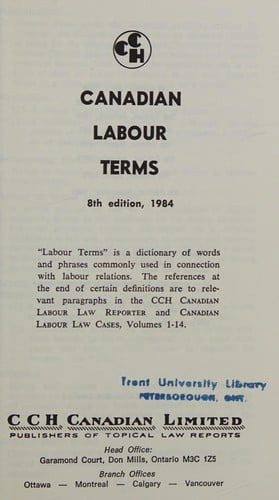 CCH
CANADIAN
LABOUR
TERMS
8th edition, 1984
"Labour Terms" is a dictionary of words
and phrases commonly used in connection
with labour relations. The references at
the end of certain definitions are to rele-
vant paragraphs in the CCH CANADIAN
LABOUR LAW REPORTER and CANADIAN
LABOUR LAW CASES, Volumes 1-14.
Trent University Library
PETERBOROUGH, ONT.
CCH CANADIAN LIMITED
PUBLISHERS OF TOPICAL LAW REPORTS
Head Office:
Garamond Court, Don Mills, Ontario M3C 1Z5
Branch Offices
Ottawa — Montreal — Calgary — Vancouver